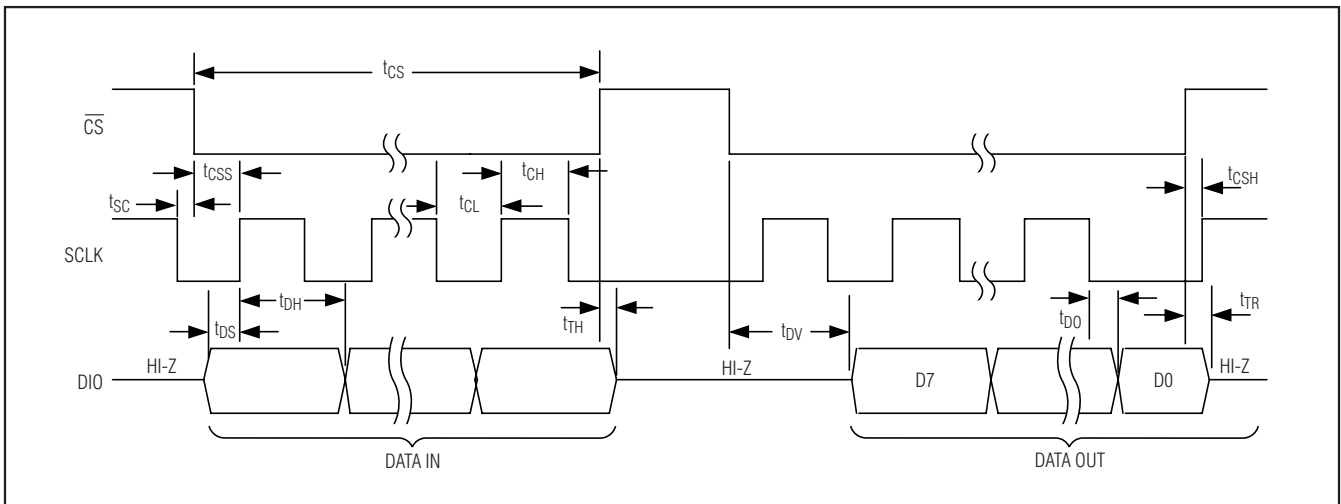 tCS
CS
tCSS
tCH
tCSH
tSC
tCL
SCLK
tDH
tTR
tDS
tTH
tDV
tDO
DIO
HI-Z
HI-Z
D7
D0
HI-Z
DATA IN
DATA OUT